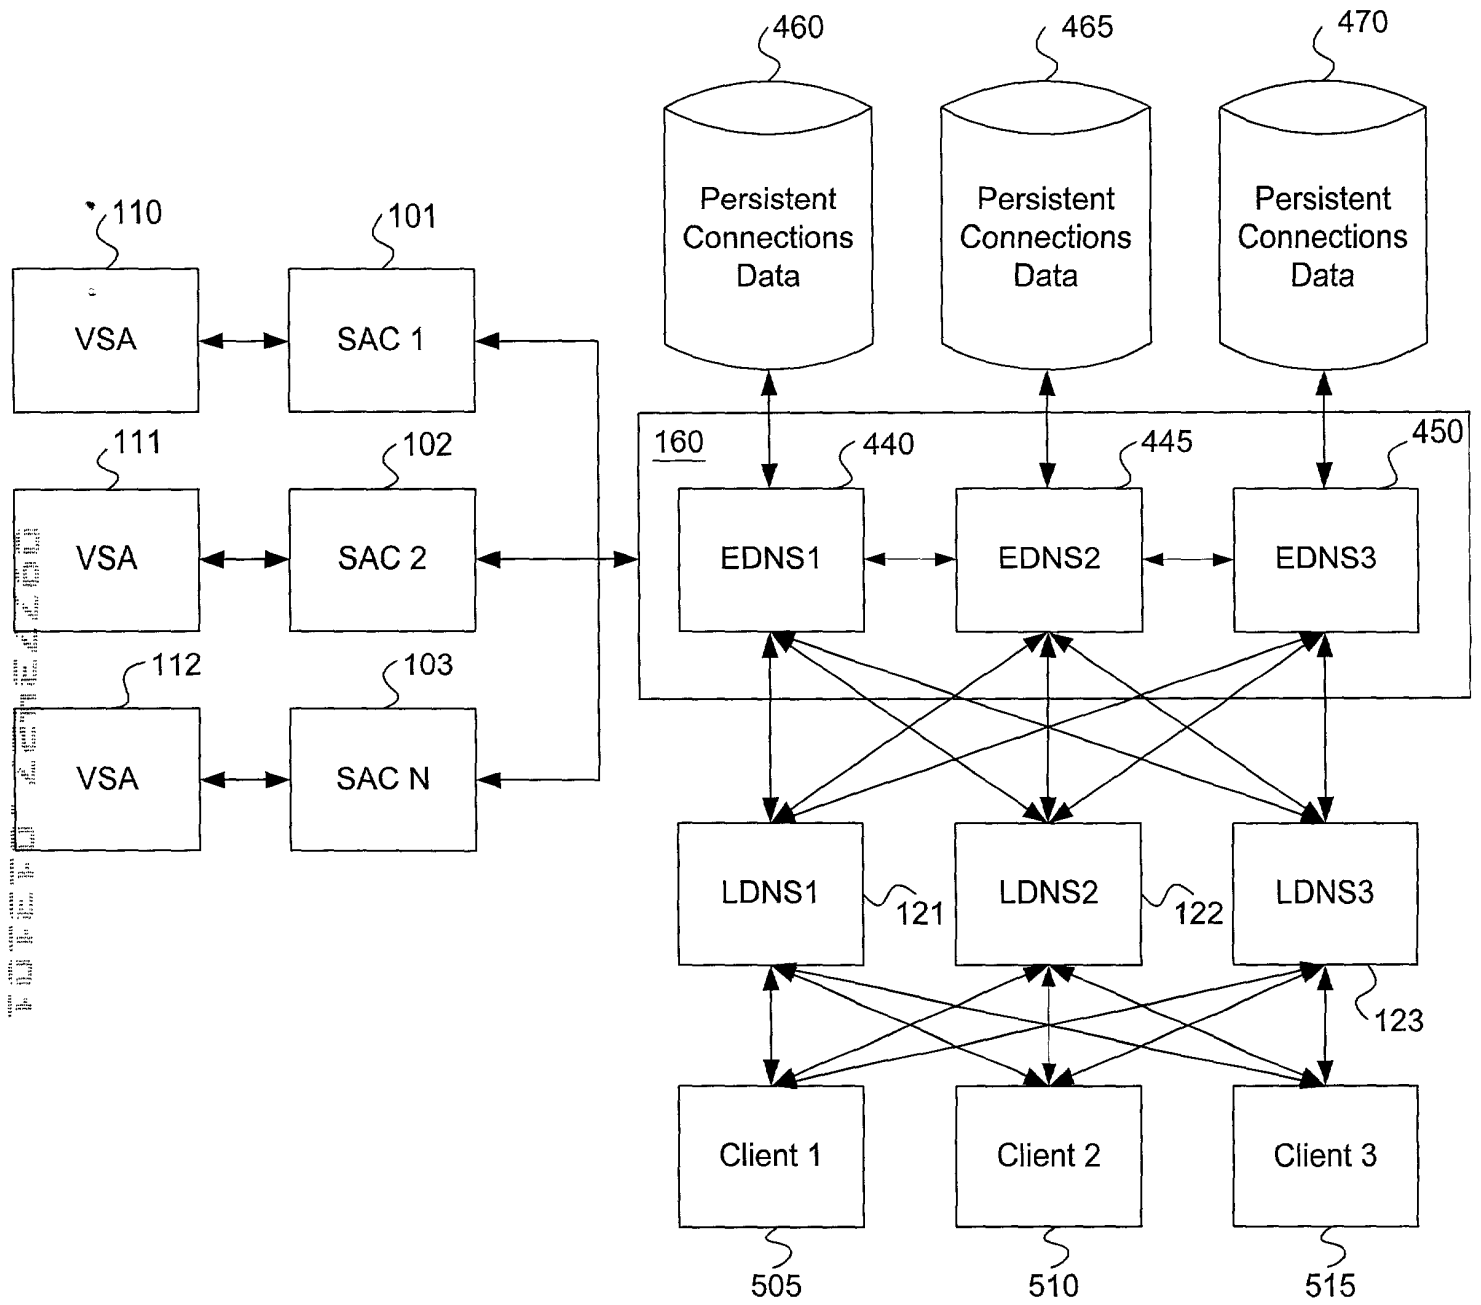 460
465
470
Persistent
Connections
Data
Persistent
Connections
Data
Persistent
Connections
Data
110
101
VSA
SAC 1
111
102
VSA
SAC 2
112
103
VSA
SAC N
160
440
445
450
EDNS1
EDNS2
EDNS3
LDNS1
121
LDNS2
122
LDNS3
123
Client 1
Client 2
Client 3
505
510
515